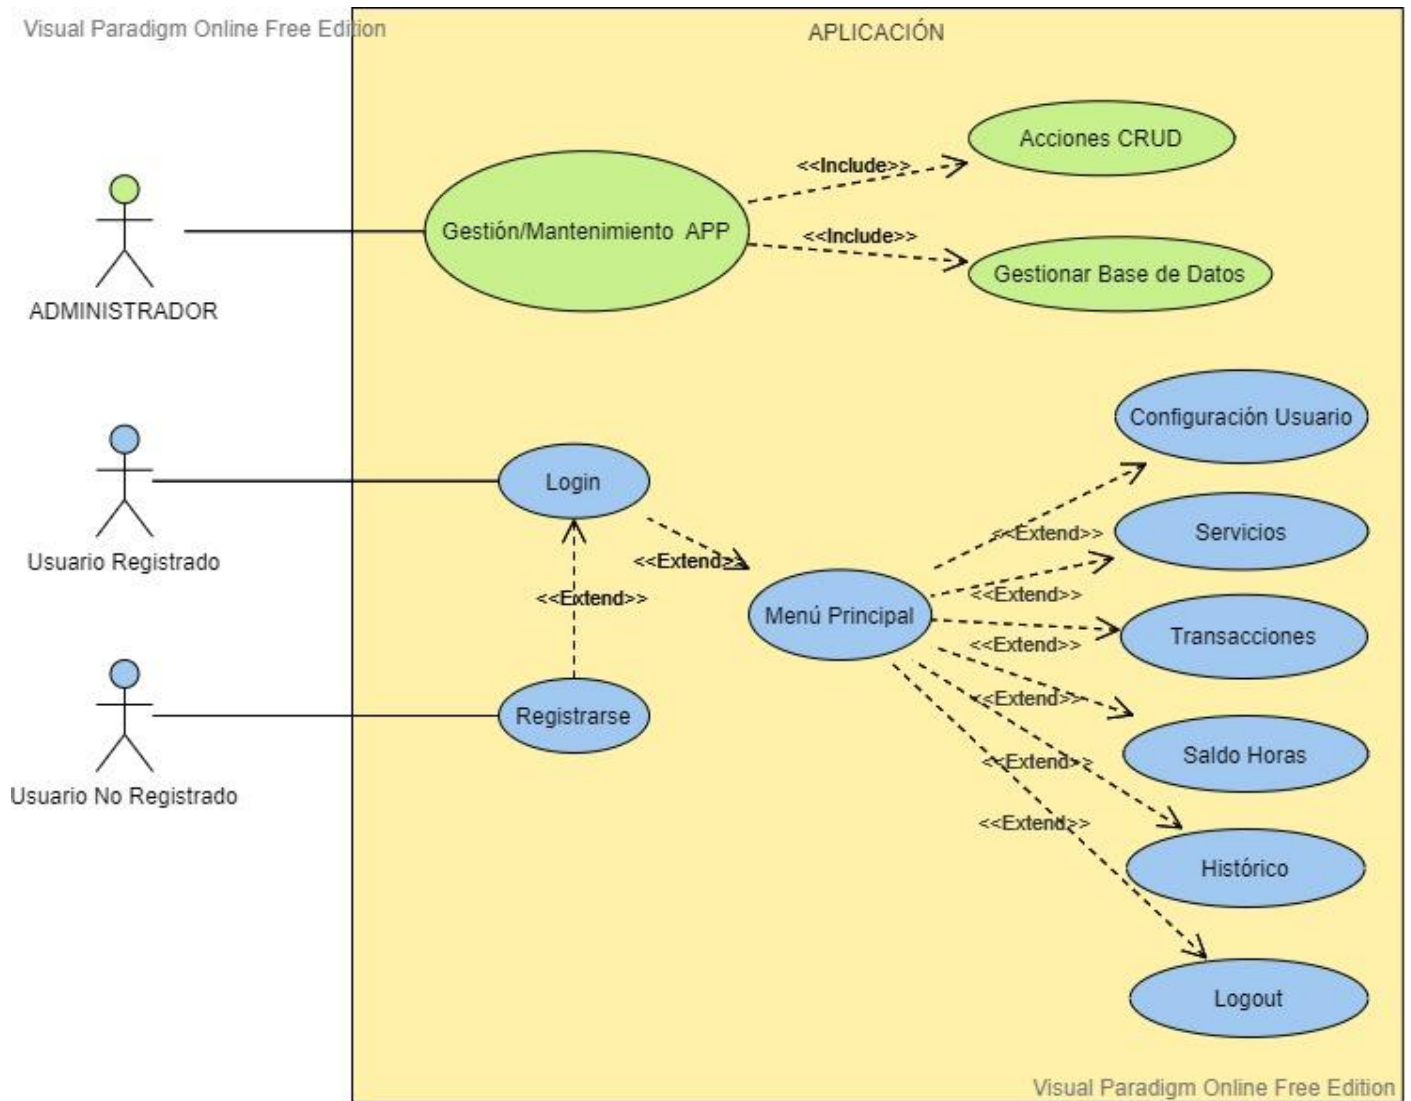 Visual Paradigm Online Free Edition
APLICACIÓN
Acciones CRUD
<<Include>>
Gestión/Mantenimiento APP
<<Include>>
Gestionar Base de Datos
ADMINISTRADOR
Configuración Usuario
Login
Servicios
<<Extend>>
Usuario Registrado
<<Extend>>
<<Extend>>
<<Extend>>
Menú Principal
Transacciones
<<Extend>>
<<Extend>>
Registrarse
Saldo Horas
<<Extend>>
Usuario No Registrado
<<Extend>>
Histórico
Logout
Visual Paradigm Online Free Edition